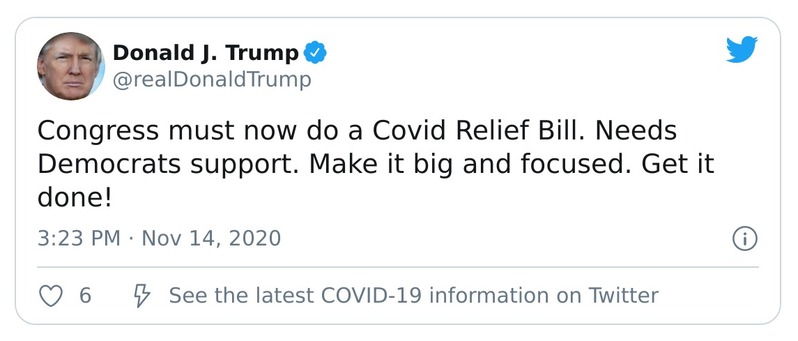 Donald J. Trump
@realDonaldTrump
Congress must now do a Covid Relief Bill. Needs
Democrats support. Make it big and focused. Get it
done!
3:23 PM · Nov 14, 2020
6 See the latest COVID-19 information on Twitter